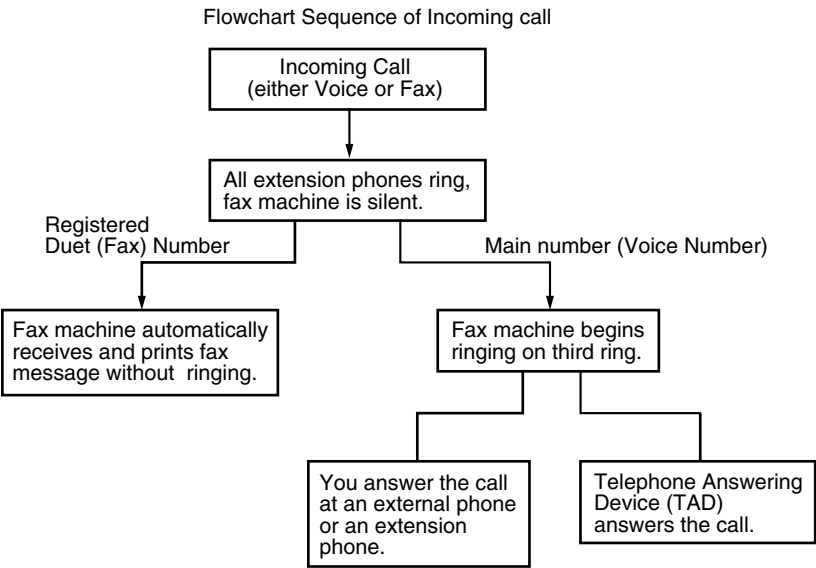 Flowchart Sequence of Incoming call
Incoming Call
(either Voice or Fax)
All extension phones ring,
fax machine is silent.
Registered
Duet (Fax) Number
Main number (Voice Number)
Fax machine automatically
receives and prints fax
message without ringing.
Fax machine begins
ringing on third ring.
You answer the call
at an external phone
or an extension
phone.
Telephone Answering
Device (TAD)
answers the call.